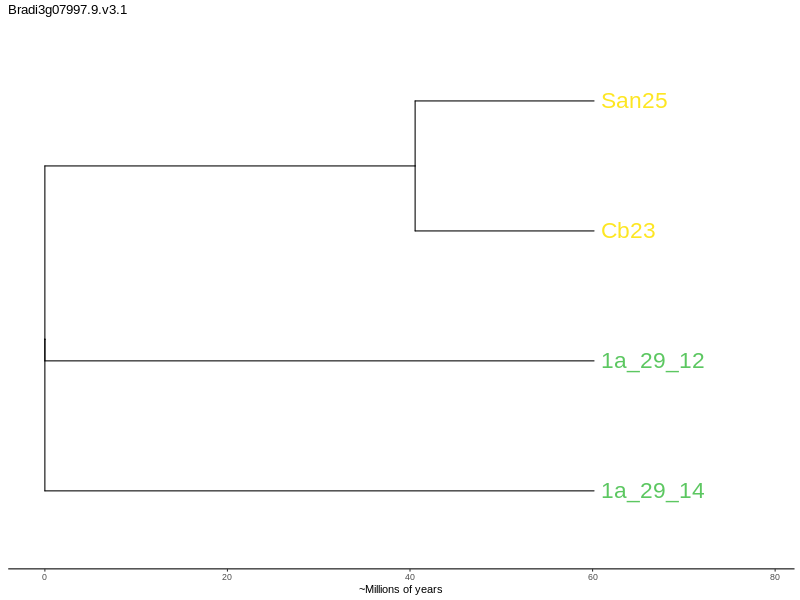 Bradi3g07997.9.v3.1
San25
Cb23
1a_29_12
1a_29_14
0 20 40 60 80
~Millions of years